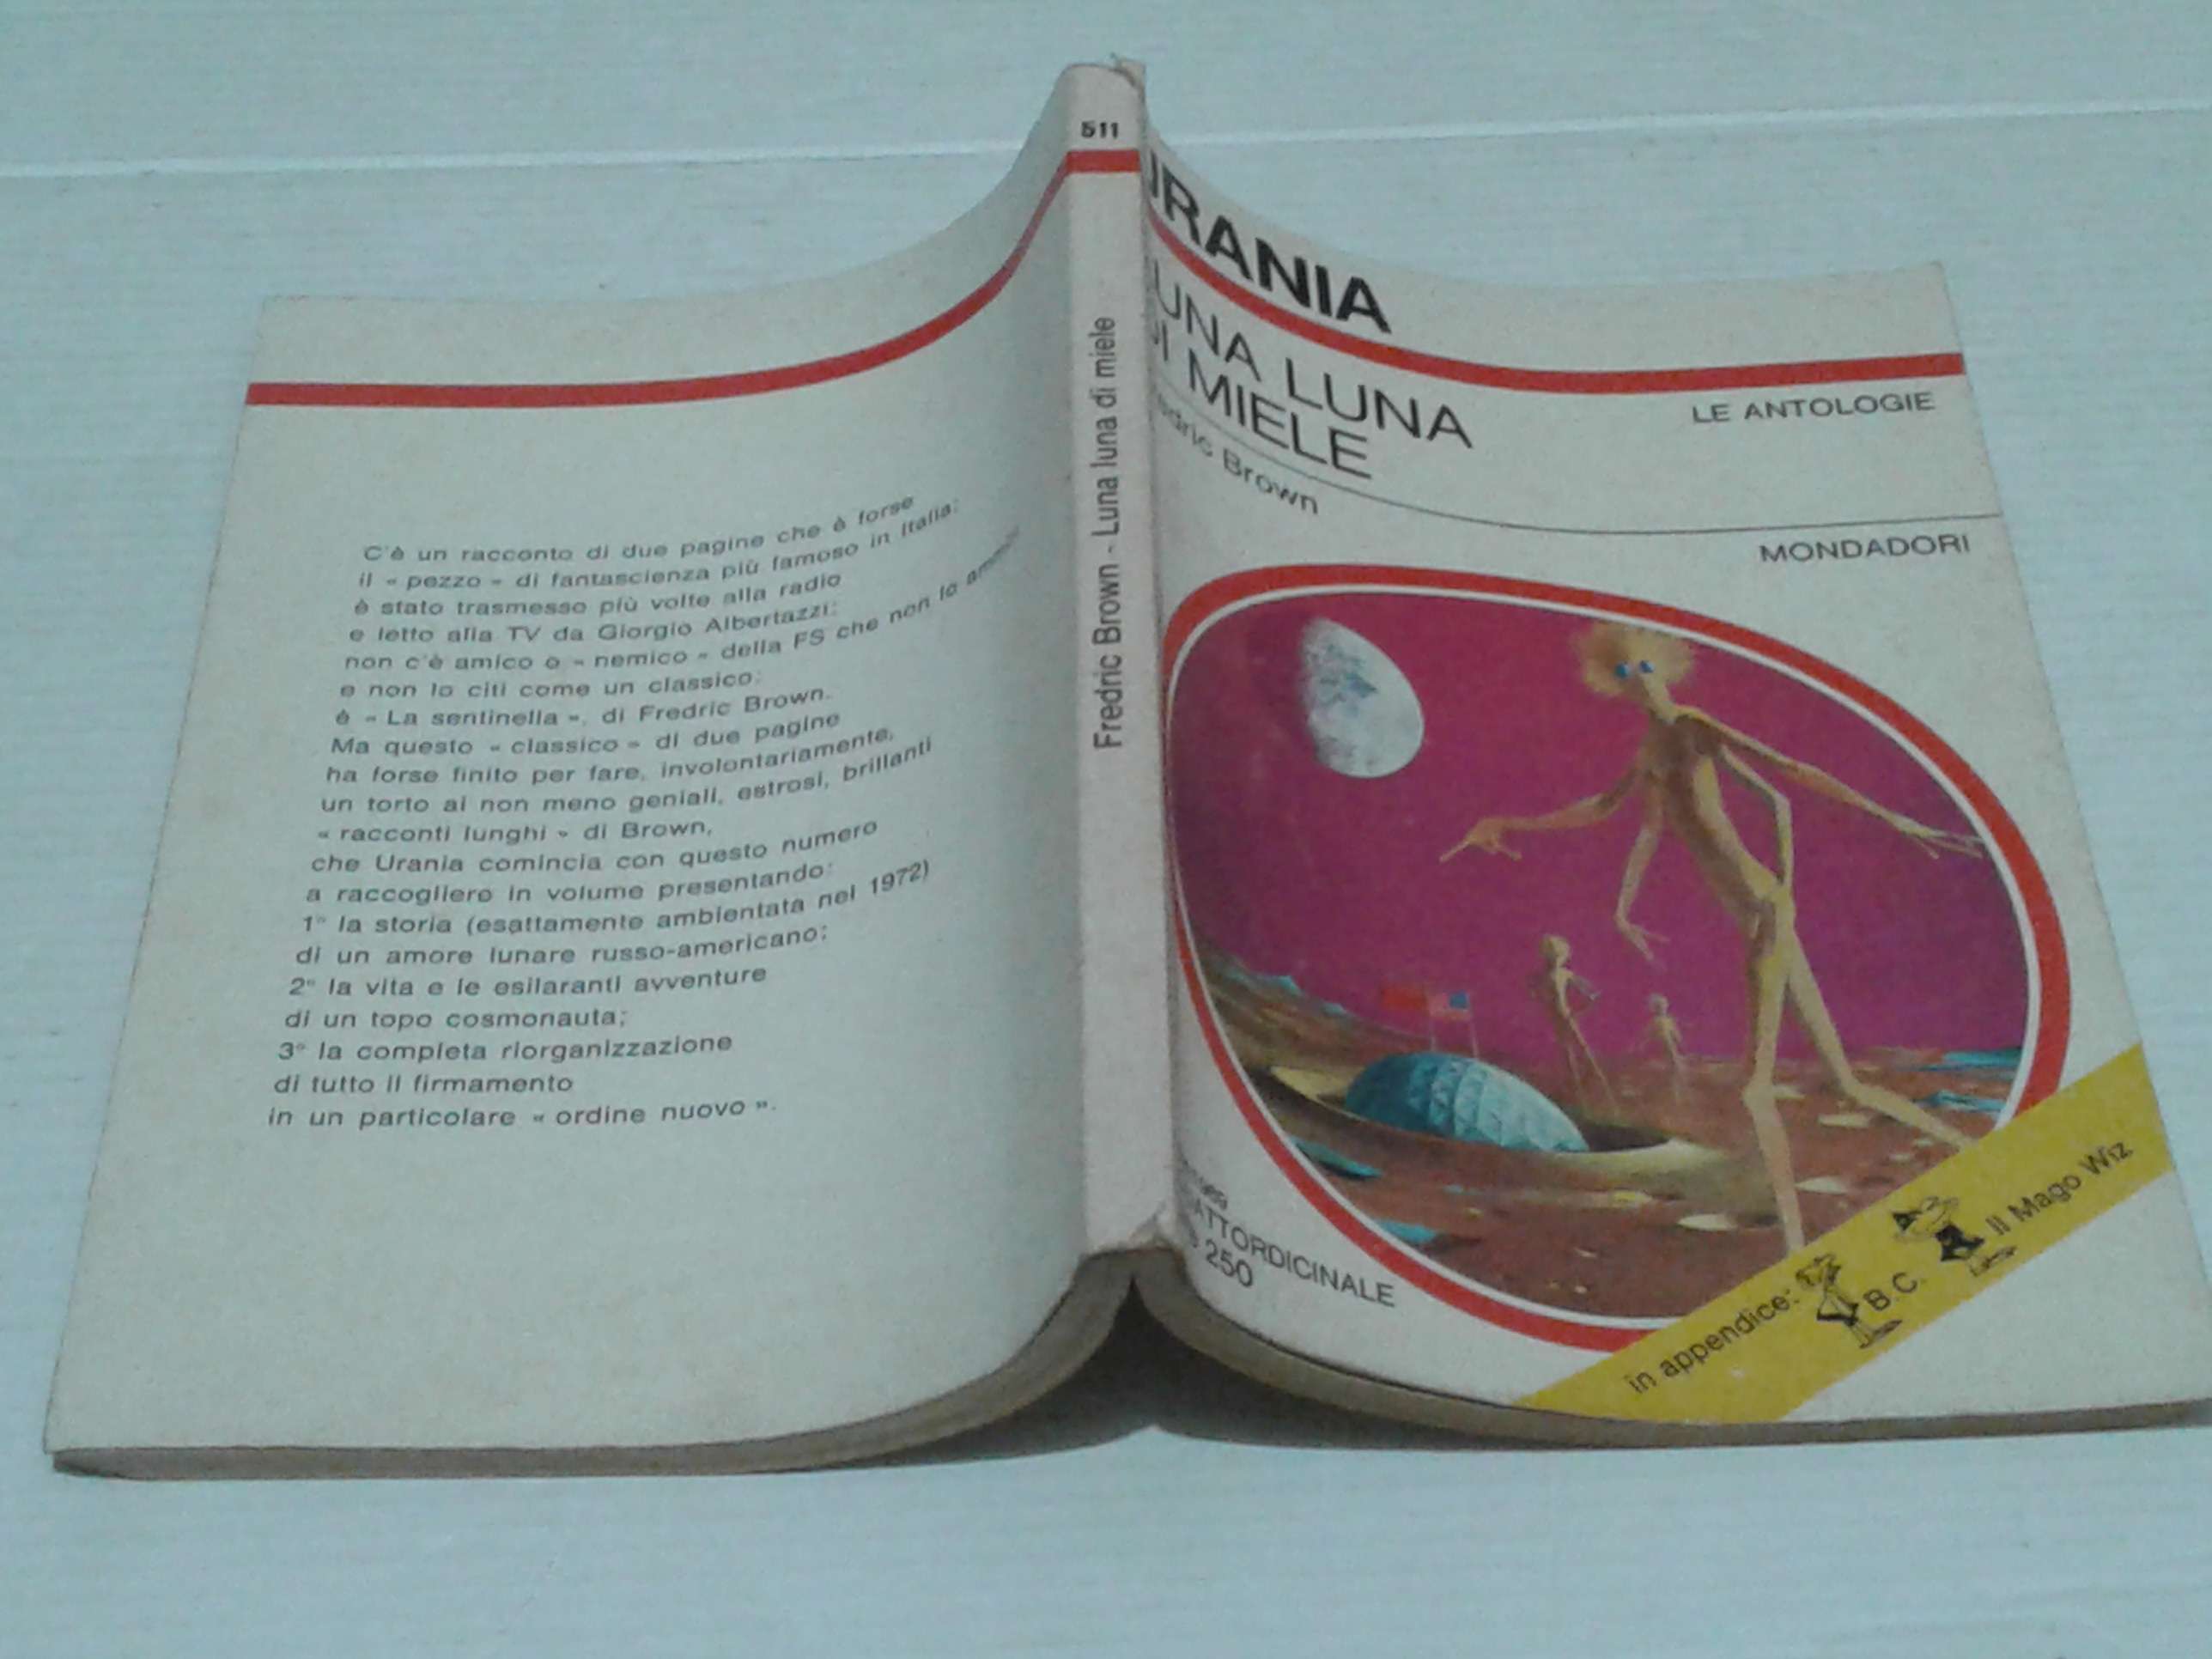 C'è un racconto di due pagine che è forse
il « pezzo » di fantascienza più famoso in Italia:
è stato trasmesso più volte alla radio
e letto alla TV da Giorgio Albertazzi:
non c'è amico o « nemico » della FS che non lo ammiri
e non lo citi come un classico:
è « La sentinella », di Fredric Brown.
Ma questo « classico » di due pagine
ha forse finito per fare, involontariamente,
un torto ai non meno geniali, estrosi, brillanti
« racconti lunghi » di Brown,
che Urania comincia con questo numero
a raccogliere in volume presentando:
1° la storia (esattamente ambientata nel 1972)
di un amore lunare russo-americano;
2° la vita e le esilaranti avventure
di un topo cosmonauta;
3° la completa riorganizzazione
di tutto il firmamento
in un particolare « ordine nuovo ».
511
Fredric Brown - Luna luna di miele
URANIA
LUNA LUNA
DI MIELE
Brown
LE ANTOLOGIE
MONDADORI
ATTORDICINALE
250
in appendice: B.C. Il Mago Wiz